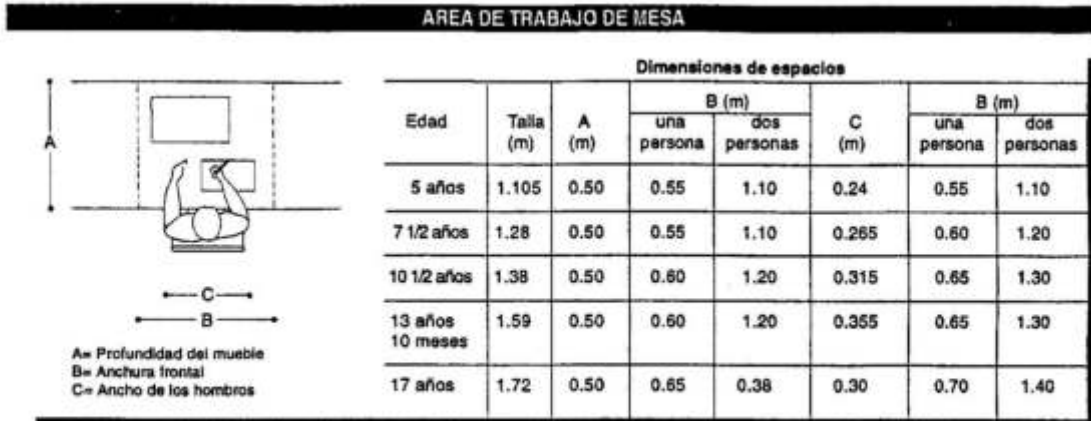 AREA DE TRABAJO DE MESA
Dimensiones de espacios
Edad Talla (m) A (m) B (m) una persona dos personas C (m) B (m) una persona dos personas
5 años 1.105 0.50 0.55 1.10 0.24 0.55 1.10
7 1/2 años 1.28 0.50 0.55 1.10 0.265 0.60 1.20
10 1/2 años 1.38 0.50 0.60 1.20 0.315 0.65 1.30
13 años 10 meses 1.59 0.50 0.60 1.20 0.355 0.65 1.30
17 años 1.72 0.50 0.65 0.38 0.30 0.70 1.40
A
C
B
A= Profundidad del mueble
B= Anchura frontal
C= Ancho de los hombros